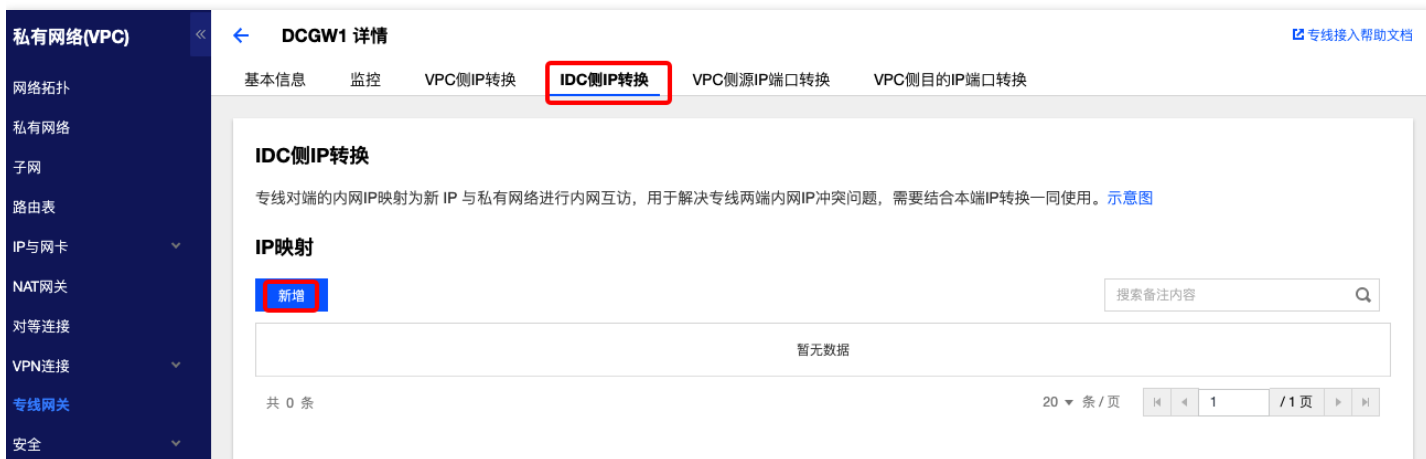 私有网络(VPC)
网络拓扑
私有网络
子网
路由表
IP与网卡
NAT网关
对等连接
VPN连接
专线网关
安全
DCGW1 详情
专线接入帮助文档
基本信息 监控 VPC侧IP转换 IDC侧IP转换 VPC侧源IP端口转换 VPC侧目的IP端口转换
IDC侧IP转换
专线对端的内网IP映射为新 IP 与私有网络进行内网互访，用于解决专线两端内网IP冲突问题，需要结合本端IP转换一同使用。示意图
IP映射
新增
搜索备注内容
暂无数据
共 0 条
20 条 / 页 1 / 1 页